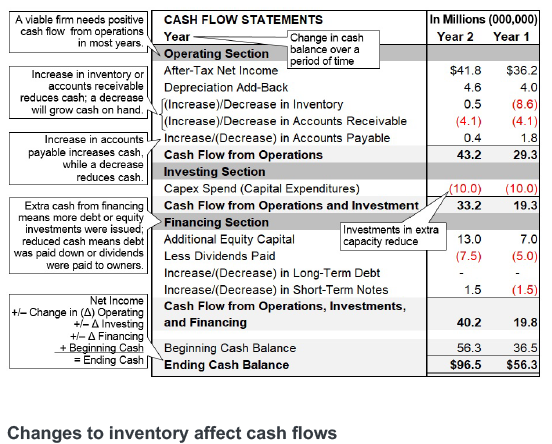 A viable firm needs positive
cash flow from operations
in most years.
CASH FLOW STATEMENTS In Millions (000,000)
Year Year 2 Year 1
Change in cash
balance over a
period of time
Operating Section
Increase in inventory or
accounts receivable
reduces cash; a decrease
will grow cash on hand.
After-Tax Net Income $41.8 $36.2
Depreciation Add-Back 4.6 4.0
(Increase)/Decrease in Inventory 0.5 (8.6)
(Increase)/Decrease in Accounts Receivable (4.1) (4.1)
Increase in accounts
payable increases cash,
while a decrease
reduces cash.
Increase/(Decrease) in Accounts Payable 0.4 1.8
Cash Flow from Operations 43.2 29.3
Investing Section
Capex Spend (Capital Expenditures) (10.0) (10.0)
Extra cash from financing
means more debt or equity
investments were issued;
reduced cash means debt
was paid down or dividends
were paid to owners.
Cash Flow from Operations and Investment 33.2 19.3
Financing Section
Investments in extra
capacity reduce
Additional Equity Capital 13.0 7.0
Less Dividends Paid (7.5) (5.0)
Increase/(Decrease) in Long-Term Debt - -
Increase/(Decrease) in Short-Term Notes 1.5 (1.5)
Net Income
+/– Change in (Δ) Operating
+/– Δ Investing
+/– Δ Financing
+ Beginning Cash
= Ending Cash
Cash Flow from Operations, Investments,
and Financing 40.2 19.8
Beginning Cash Balance 56.3 36.5
Ending Cash Balance $96.5 $56.3
Changes to inventory affect cash flows